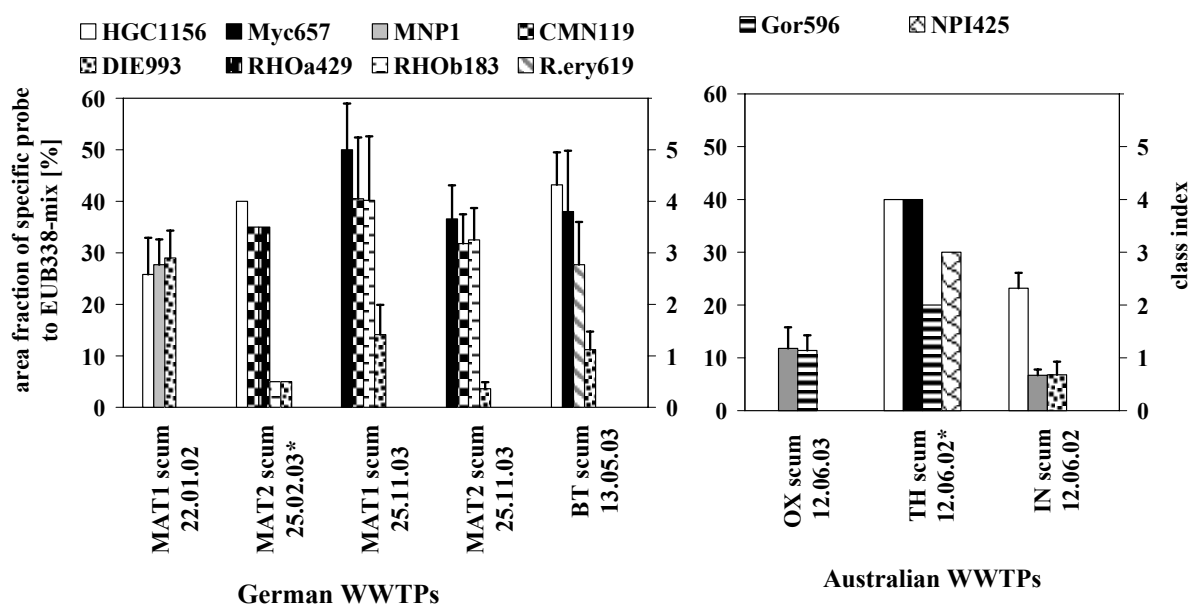 HGC1156 Myc657 MNP1 CMN119
DIE993 RHOa429 RHOb183 R.ery619
Gor596 NPI425
area fraction of specific probe
to EUB338-mix [%]
60
50
40
30
20
10
0
5
4
3
2
1
0
MAT1 scum
22.01.02
MAT2 scum
25.02.03*
MAT1 scum
25.11.03
MAT2 scum
25.11.03
BT scum
13.05.03
German WWTPs
60
50
40
30
20
10
0
5
4
3
2
1
0
class index
OX scum
12.06.03
TH scum
12.06.02*
IN scum
12.06.02
Australian WWTPs